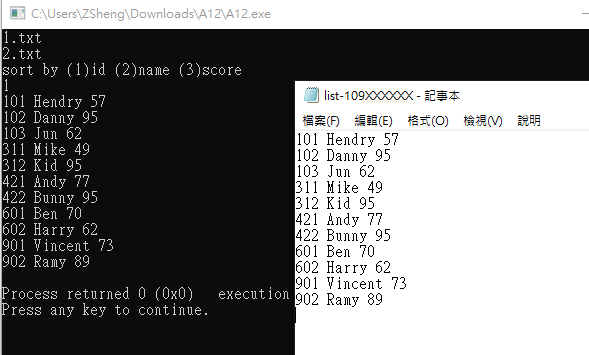 C:\Users\ZSheng\Downloads\A12\A12.exe
1.txt
2.txt
sort by (1)id (2)name (3)score
1
101 Hendry 57
102 Danny 95
103 Jun 62
311 Mike 49
312 Kid 95
421 Andy 77
422 Bunny 95
601 Ben 70
602 Harry 62
901 Vincent 73
902 Ramy 89
Process returned 0 (0x0) execution
Press any key to continue.
list-109XXXXXX - 記事本
檔案(F) 編輯(E) 格式(O) 檢視(V) 說明
101 Hendry 57
102 Danny 95
103 Jun 62
311 Mike 49
312 Kid 95
421 Andy 77
422 Bunny 95
601 Ben 70
602 Harry 62
901 Vincent 73
902 Ramy 89